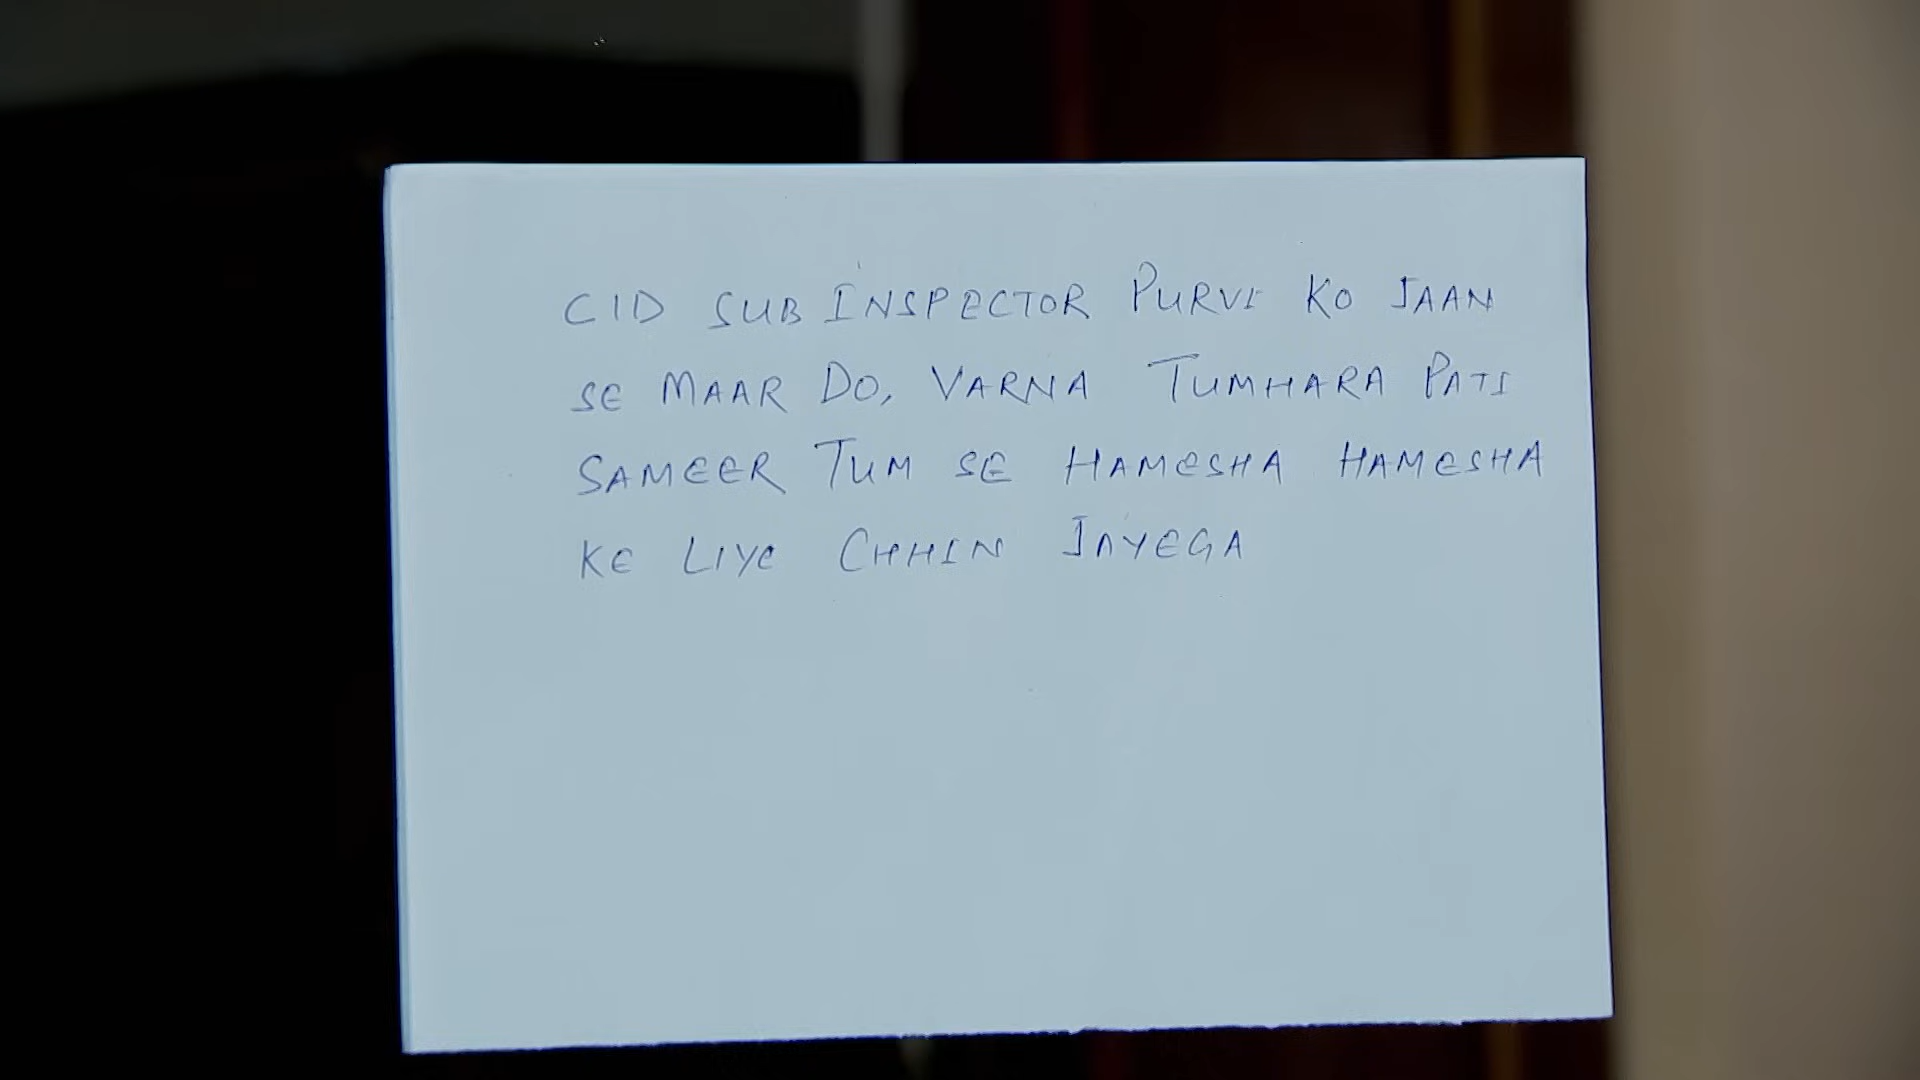 CID SUB INSPECTOR PURVI KO JAAN
SE MAAR DO, VARNA TUMHARA PATI
SAMEER TUM SE HAMESHA HAMESHA
KE LIYE CHHIN JAYEGA